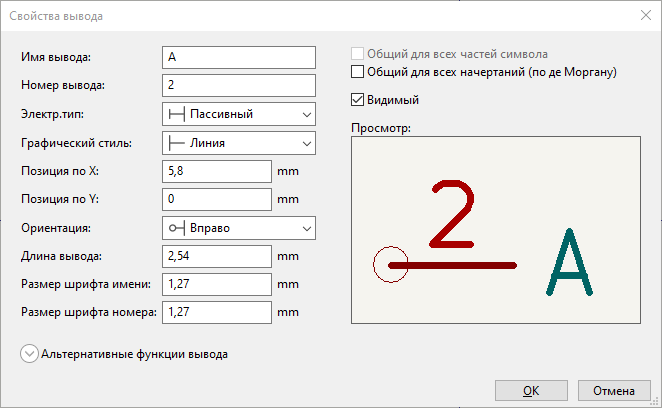 Свойства вывода
Имя вывода: A
Номер вывода: 2
Электр.тип: Пассивный
Графический стиль: Линия
Позиция по X: 5,8 mm
Позиция по Y: 0 mm
Ориентация: Вправо
Длина вывода: 2,54 mm
Размер шрифта имени: 1,27 mm
Размер шрифта номера: 1,27 mm
Альтернативные функции вывода
Общий для всех частей символа
Общий для всех начертаний (по де Моргану)
Видимый
Просмотр:
2
A
OK Отмена